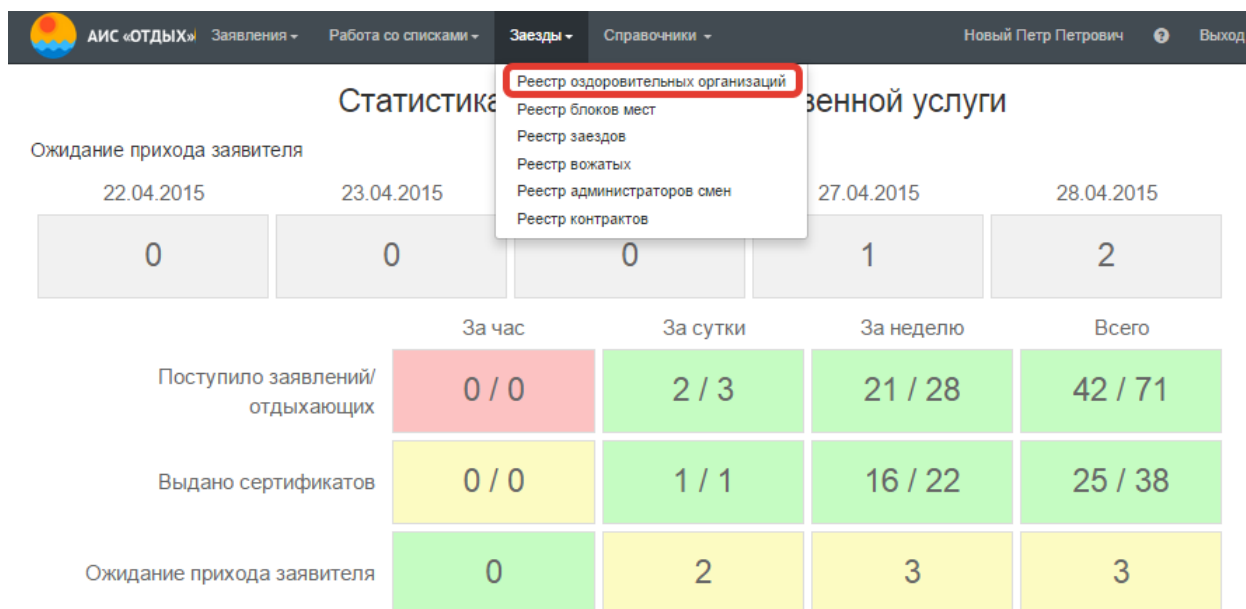 АИС «ОТДЫХ» Заявления Работа со списками Заезды Справочники Новый Петр Петрович ? Выход
Реестр оздоровительных организаций
Реестр блоков мест
Реестр заездов
Реестр вожатых
Реестр администраторов смен
Реестр контрактов
Статистика венной услуги
Ожидание прихода заявителя
22.04.2015 23.04.2015 27.04.2015 28.04.2015
0 0 0 1 2
За час За сутки За неделю Всего
Поступило заявлений/
отдыхающих
0 / 0 2 / 3 21 / 28 42 / 71
Выдано сертификатов 0 / 0 1 / 1 16 / 22 25 / 38
Ожидание прихода заявителя 0 2 3 3